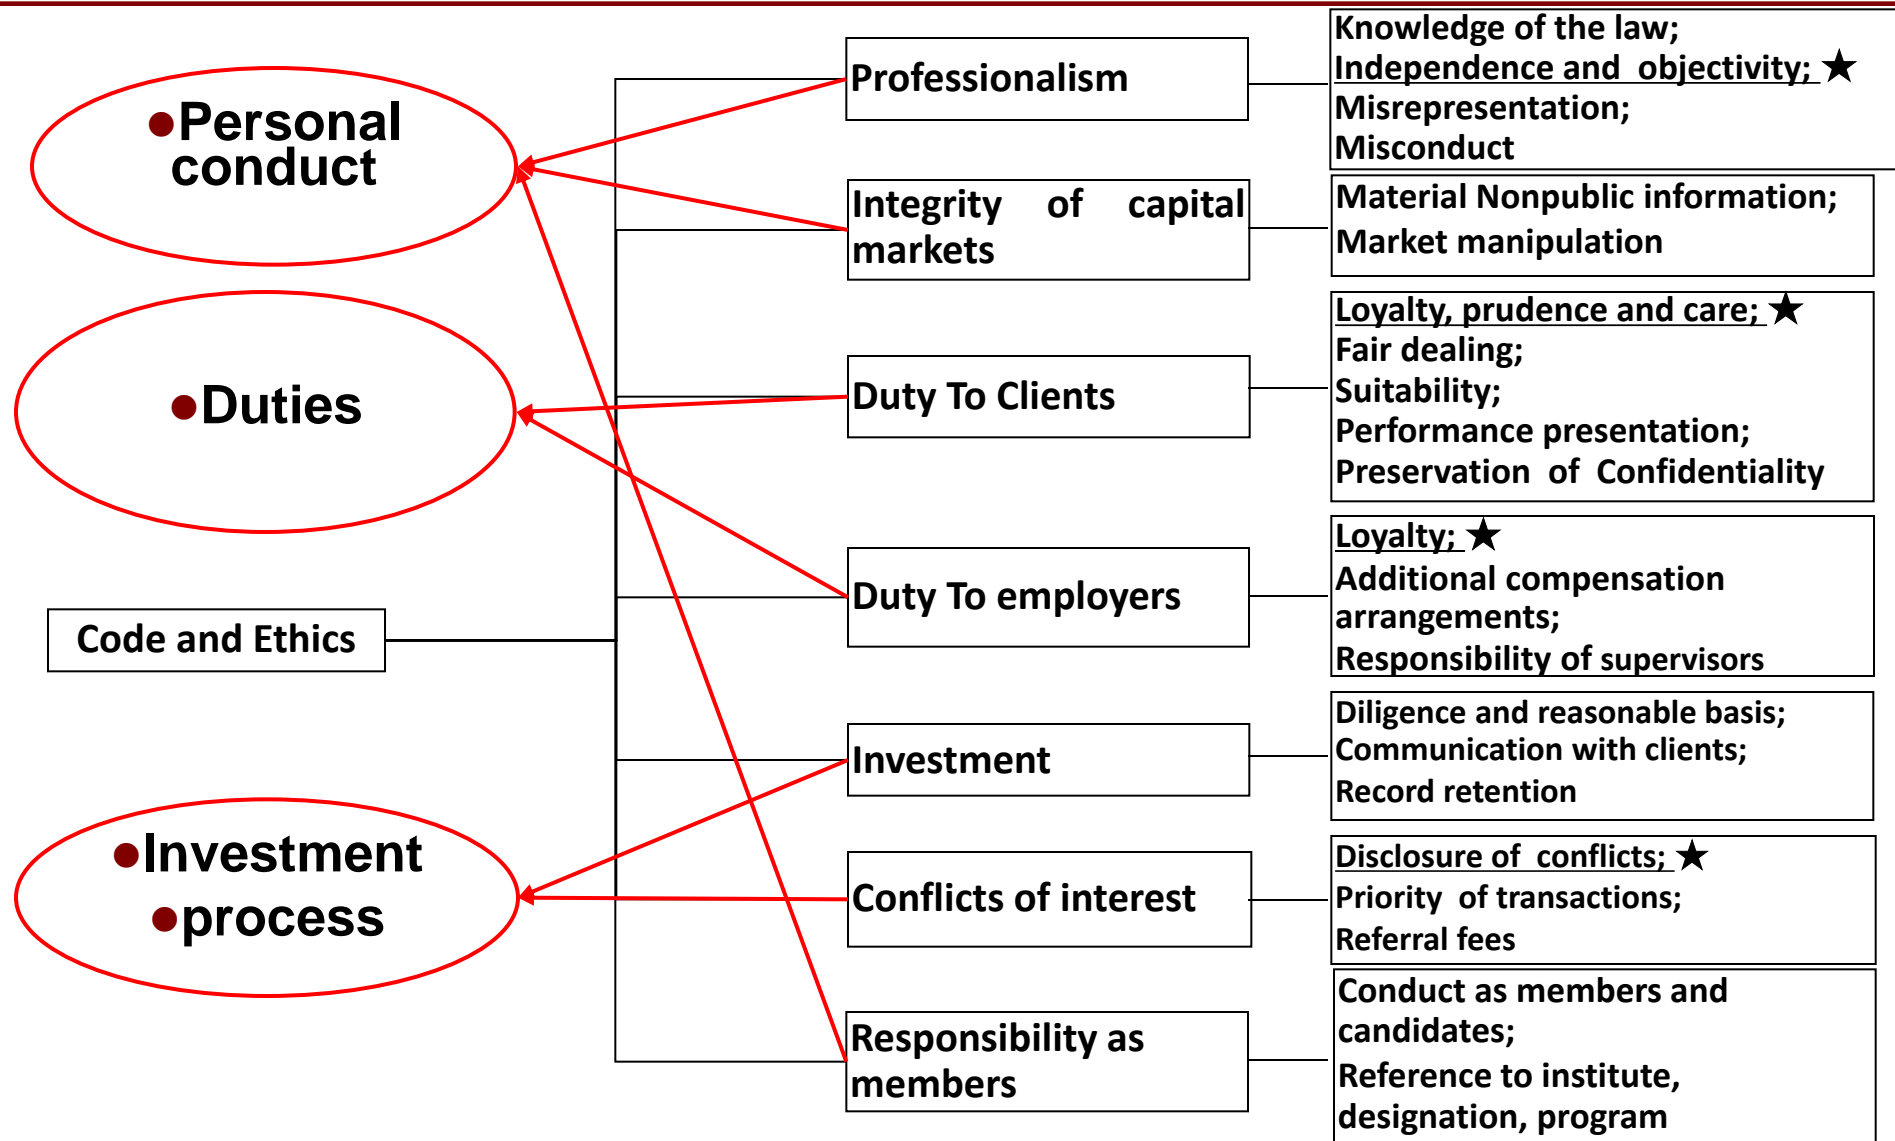 ●Personal
conduct
●Duties
Code and Ethics
●Investment
●process
Professionalism
Integrity of capital
markets
Duty To Clients
Duty To employers
Investment
Conflicts of interest
Responsibility as
members
Knowledge of the law;
Independence and objectivity; ★
Misrepresentation;
Misconduct
Material Nonpublic information;
Market manipulation
Loyalty, prudence and care; ★
Fair dealing;
Suitability;
Performance presentation;
Preservation of Confidentiality
Loyalty; ★
Additional compensation
arrangements;
Responsibility of supervisors
Diligence and reasonable basis;
Communication with clients;
Record retention
Disclosure of conflicts; ★
Priority of transactions;
Referral fees
Conduct as members and
candidates;
Reference to institute,
designation, program